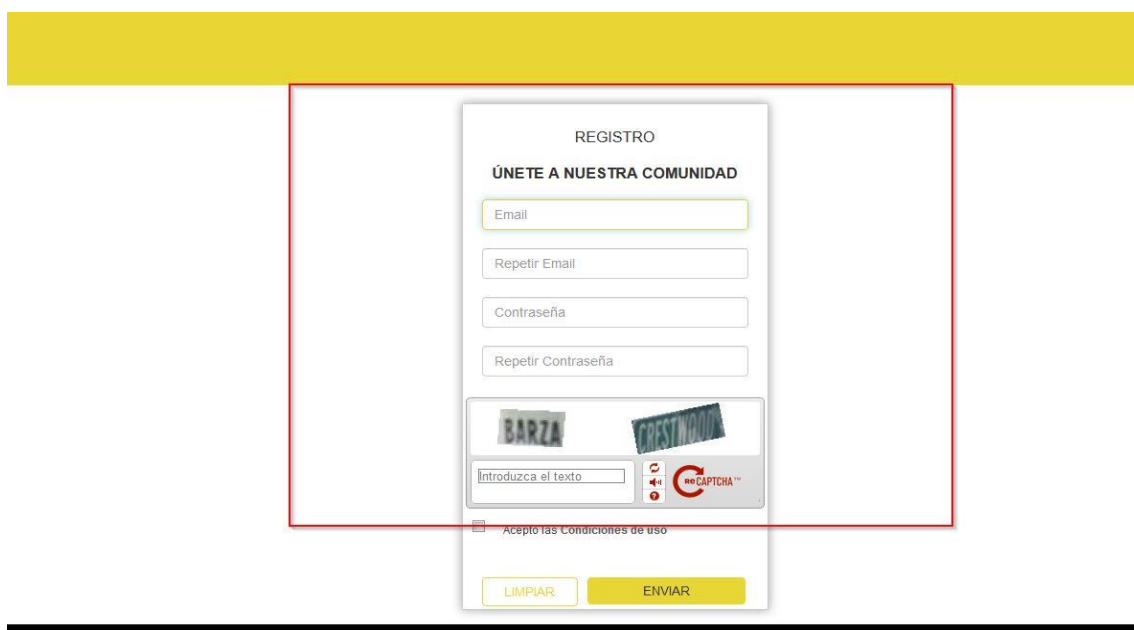 REGISTRO
ÚNETE A NUESTRA COMUNIDAD
Email
Repetir Email
Contraseña
Repetir Contraseña
BARZA CRESTWOOD
Introduzca el texto
ReCAPTCHA™
Acepto las Condiciones de uso
LIMPIAR ENVIAR